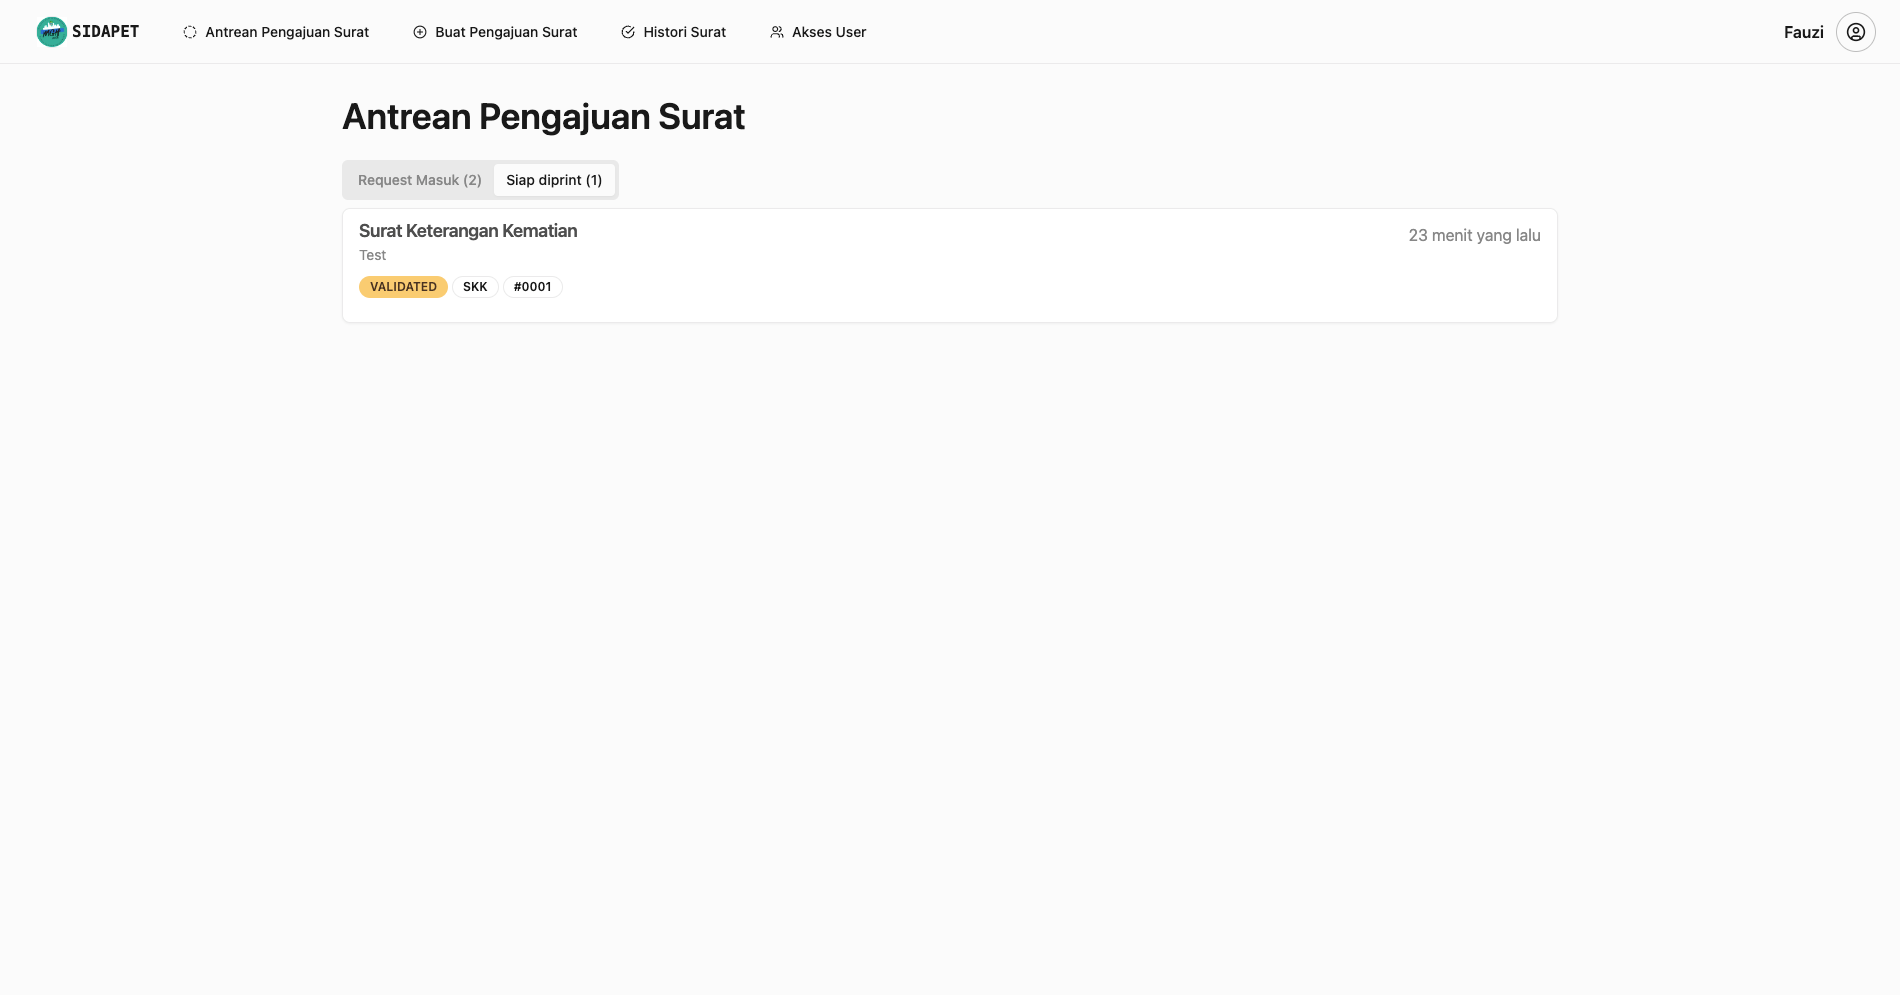 SIDAPET
Antrean Pengajuan Surat
Buat Pengajuan Surat
Histori Surat
Akses User
Fauzi
Antrean Pengajuan Surat
Request Masuk (2)
Siap diprint (1)
Surat Keterangan Kematian
23 menit yang lalu
Test
VALIDATED
SKK
#0001